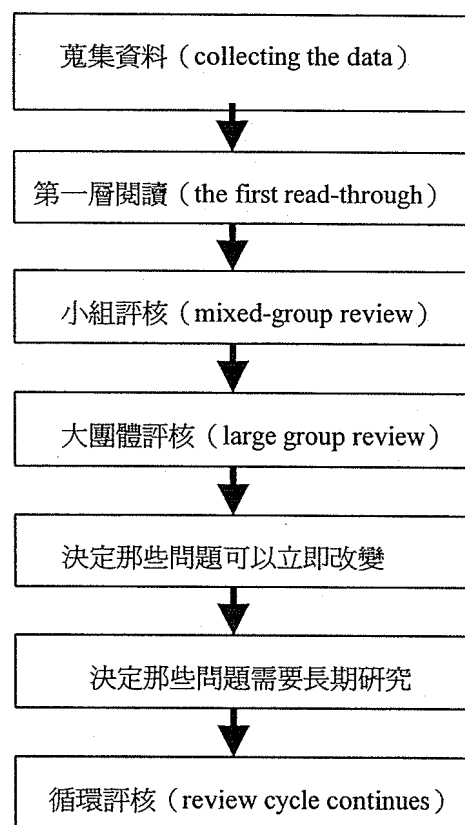 蒐集資料（collecting the data）
第一層閱讀（the first read-through）
小組評核（mixed-group review）
大團體評核（large group review）
決定那些問題可以立即改變
決定那些問題需要長期研究
循環評核（review cycle continues）